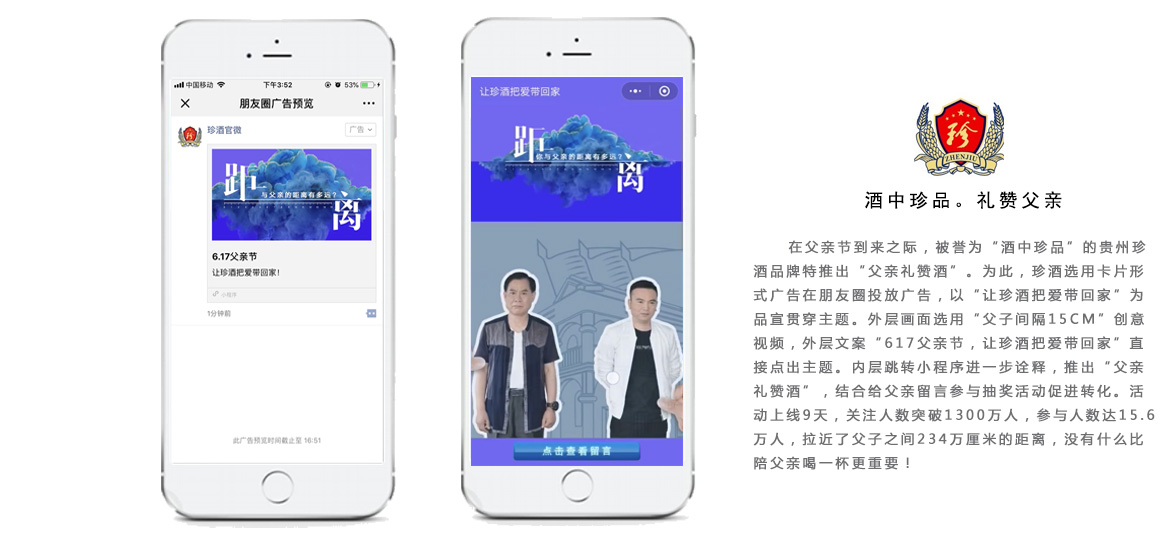 中国移动
下午3:52
53%
朋友圈广告预览
珍酒官微
广告
距离
与父亲的距离有多远？
6.17父亲节
让珍酒把爱带回家！
小程序
1分钟前
此广告预览时间截止至 16:51
让珍酒把爱带回家
距离
你与父亲的距离有多远？
点击查看留言
珍
ZHENJIU
酒中珍品。礼赞父亲
在父亲节到来之际，被誉为“酒中珍品”的贵州珍
酒品牌特推出“父亲礼赞酒”。为此，珍酒选用卡片形
式广告在朋友圈投放广告，以“让珍酒把爱带回家”为
品宣贯穿主题。外层画面选用“父子间隔15CM”创意
视频，外层文案“617父亲节，让珍酒把爱带回家”直
接点出主题。内层跳转小程序进一步诠释，推出“父亲
礼赞酒”，结合给父亲留言参与抽奖活动促进转化。活
动上线9天，关注人数突破1300万人，参与人数达15.6
万人，拉近了父子之间234万厘米的距离，没有什么比
陪父亲喝一杯更重要！